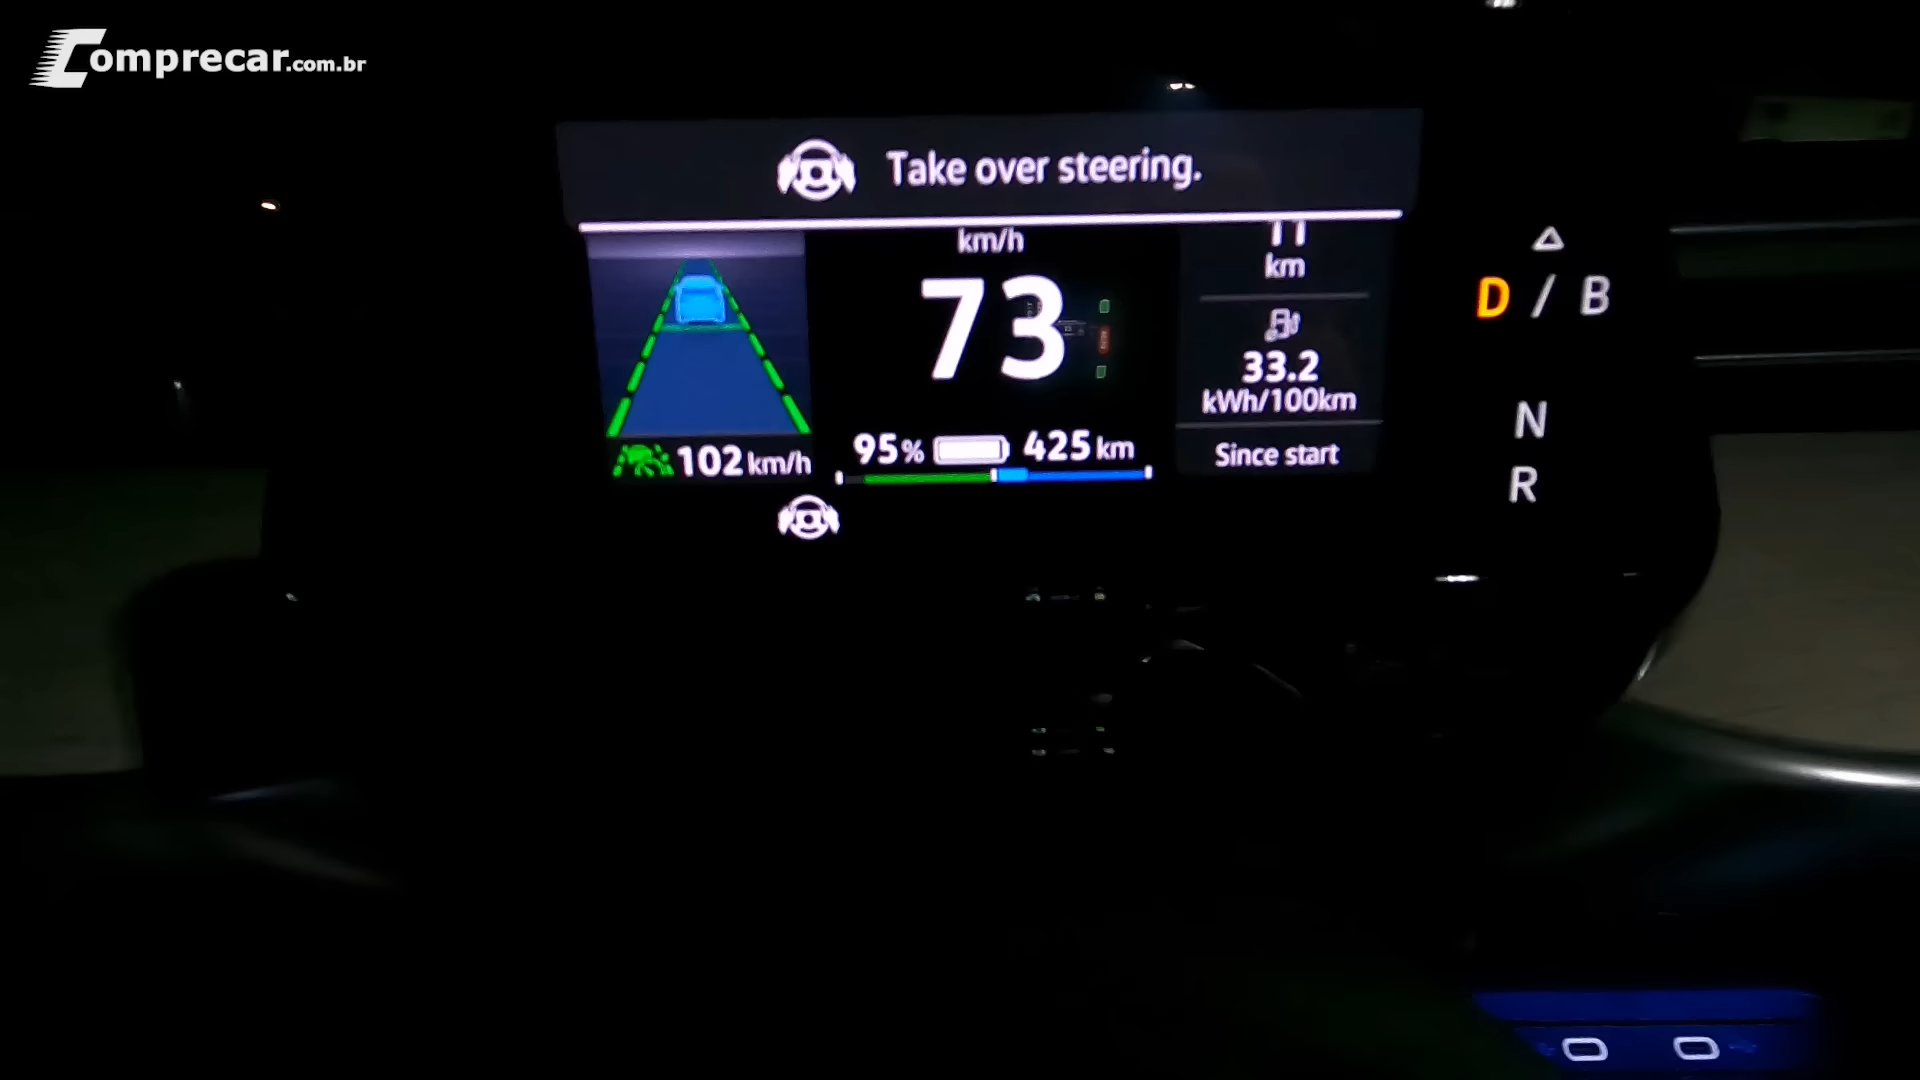 Comprecar.com.br
Take over steering.
km/h
73
km
33.2
kWh/100km
Since start
102 km/h
95% 425 km
D / B
N
R